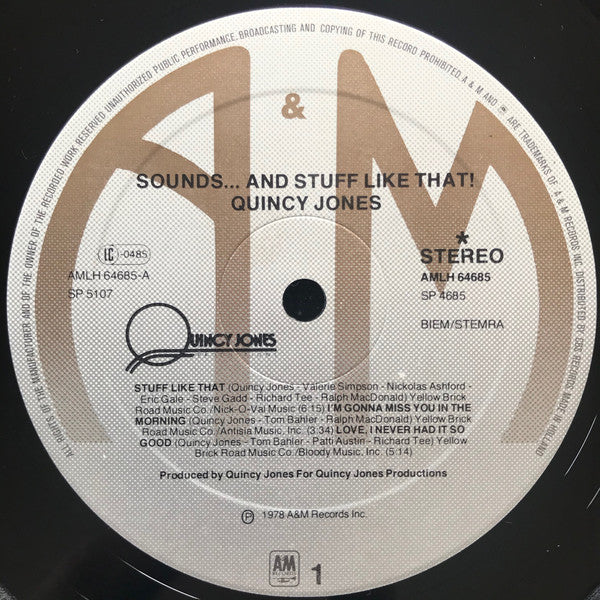 ALL RIGHTS OF THE MANUFACTURER AND OF THE OWNER OF THE RECORDED WORK RESERVED. UNAUTHORIZED PUBLIC PERFORMANCE, BROADCASTING AND COPYING OF THIS RECORD PROHIBITED. A & M AND ARE TRADEMARKS OF A & M RECORDS INC. DISTRIBUTED BY CBS RECORDS. MADE IN HOLLAND
A & M
SOUNDS... AND STUFF LIKE THAT!
QUINCY JONES
LC -0485
AMLH 64685-A
SP 5107
*
STEREO
AMLH 64685
SP 4685
BIEM/STEMRA
QUINCY JONES
STUFF LIKE THAT (Quincy Jones - Valerie Simpson - Nickolas Ashford -
Eric Gale - Steve Gadd - Richard Tee - Ralph MacDonald) Yellow Brick
Road Music Co./Nick-O-Val Music (6:15) I'M GONNA MISS YOU IN THE
MORNING (Quincy Jones - Tom Bahler - Ralph MacDonald) Yellow Brick
Road Music Co./Antisia Music Inc. (3:34) LOVE, I NEVER HAD IT SO
GOOD (Quincy Jones - Tom Bahler - Patti Austin - Richard Tee) Yellow
Brick Road Music Co./Bloody Music, Inc. (5:14)
Produced by Quincy Jones For Quincy Jones Productions
Ⓟ 1978 A&M Records Inc.
A&M
RECORDS
1